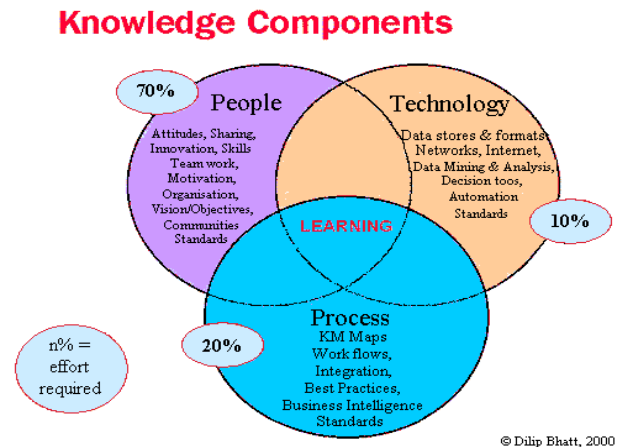 Knowledge Components
70%
People
Attitudes, Sharing,
Innovation, Skills
Team work,
Motivation,
Organisation,
Vision/Objectives,
Communities
Standards
Technology
Data stores & formats
Networks, Internet,
Data Mining & Analysis,
Decision toos,
Automation
Standards
10%
LEARNING
Process
KM Maps
Work flows,
Integration,
Best Practices,
Business Intelligence
Standards
20%
n% =
effort
required
© Dilip Bhatt, 2000